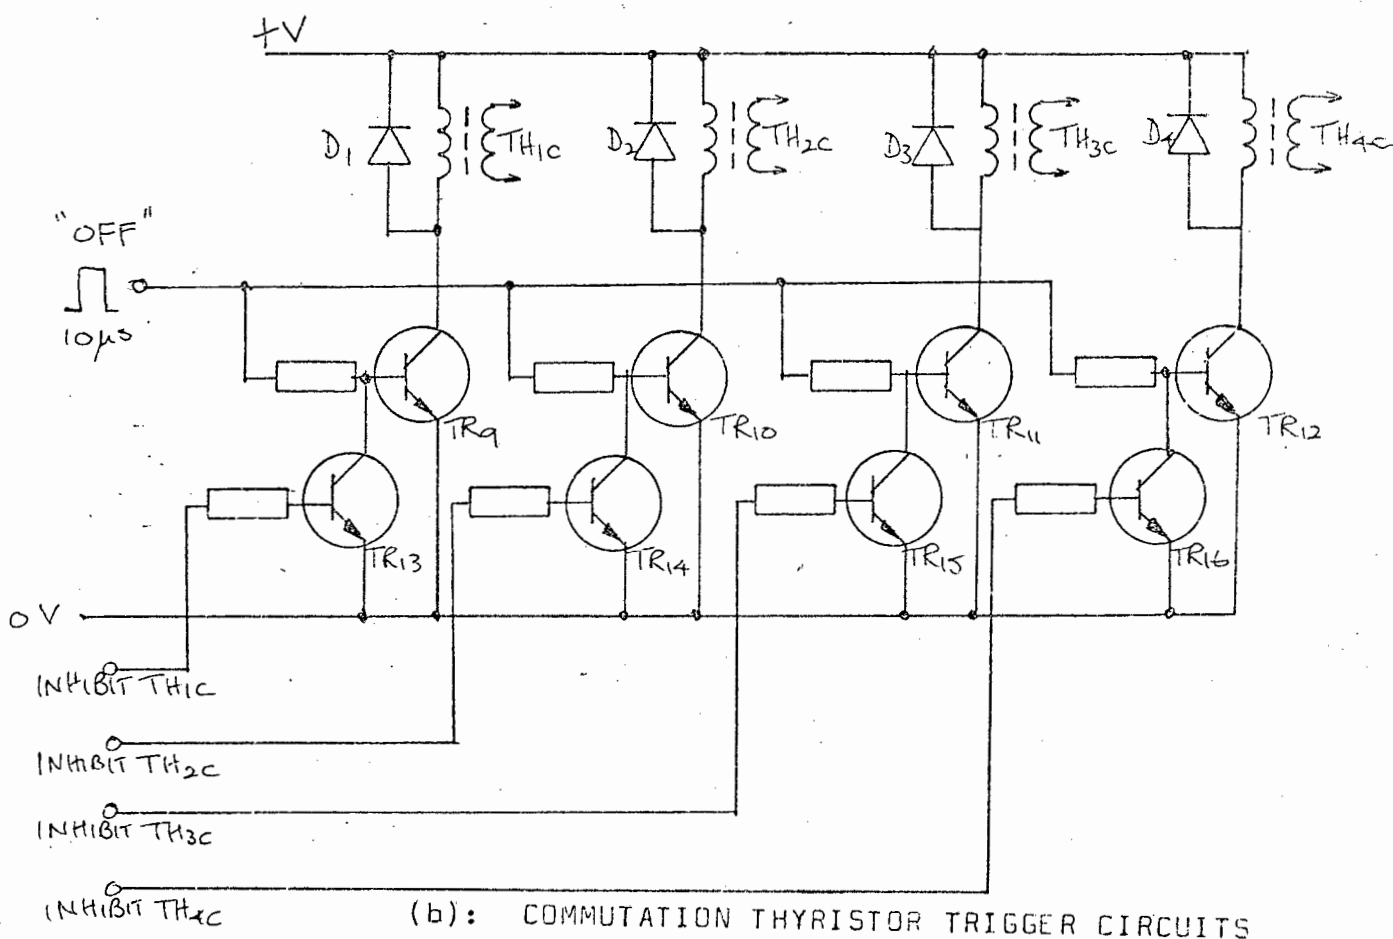 +V
D1
TH1C
D2
TH2C
D3
TH3C
D4
TH4C
"OFF"
10μs
TR9
TR10
TR11
TR12
TR13
TR14
TR15
TR16
0V
INHIBIT TH1C
INHIBIT TH2C
INHIBIT TH3C
INHIBIT TH4C
(b): COMMUTATION THYRISTOR TRIGGER CIRCUITS